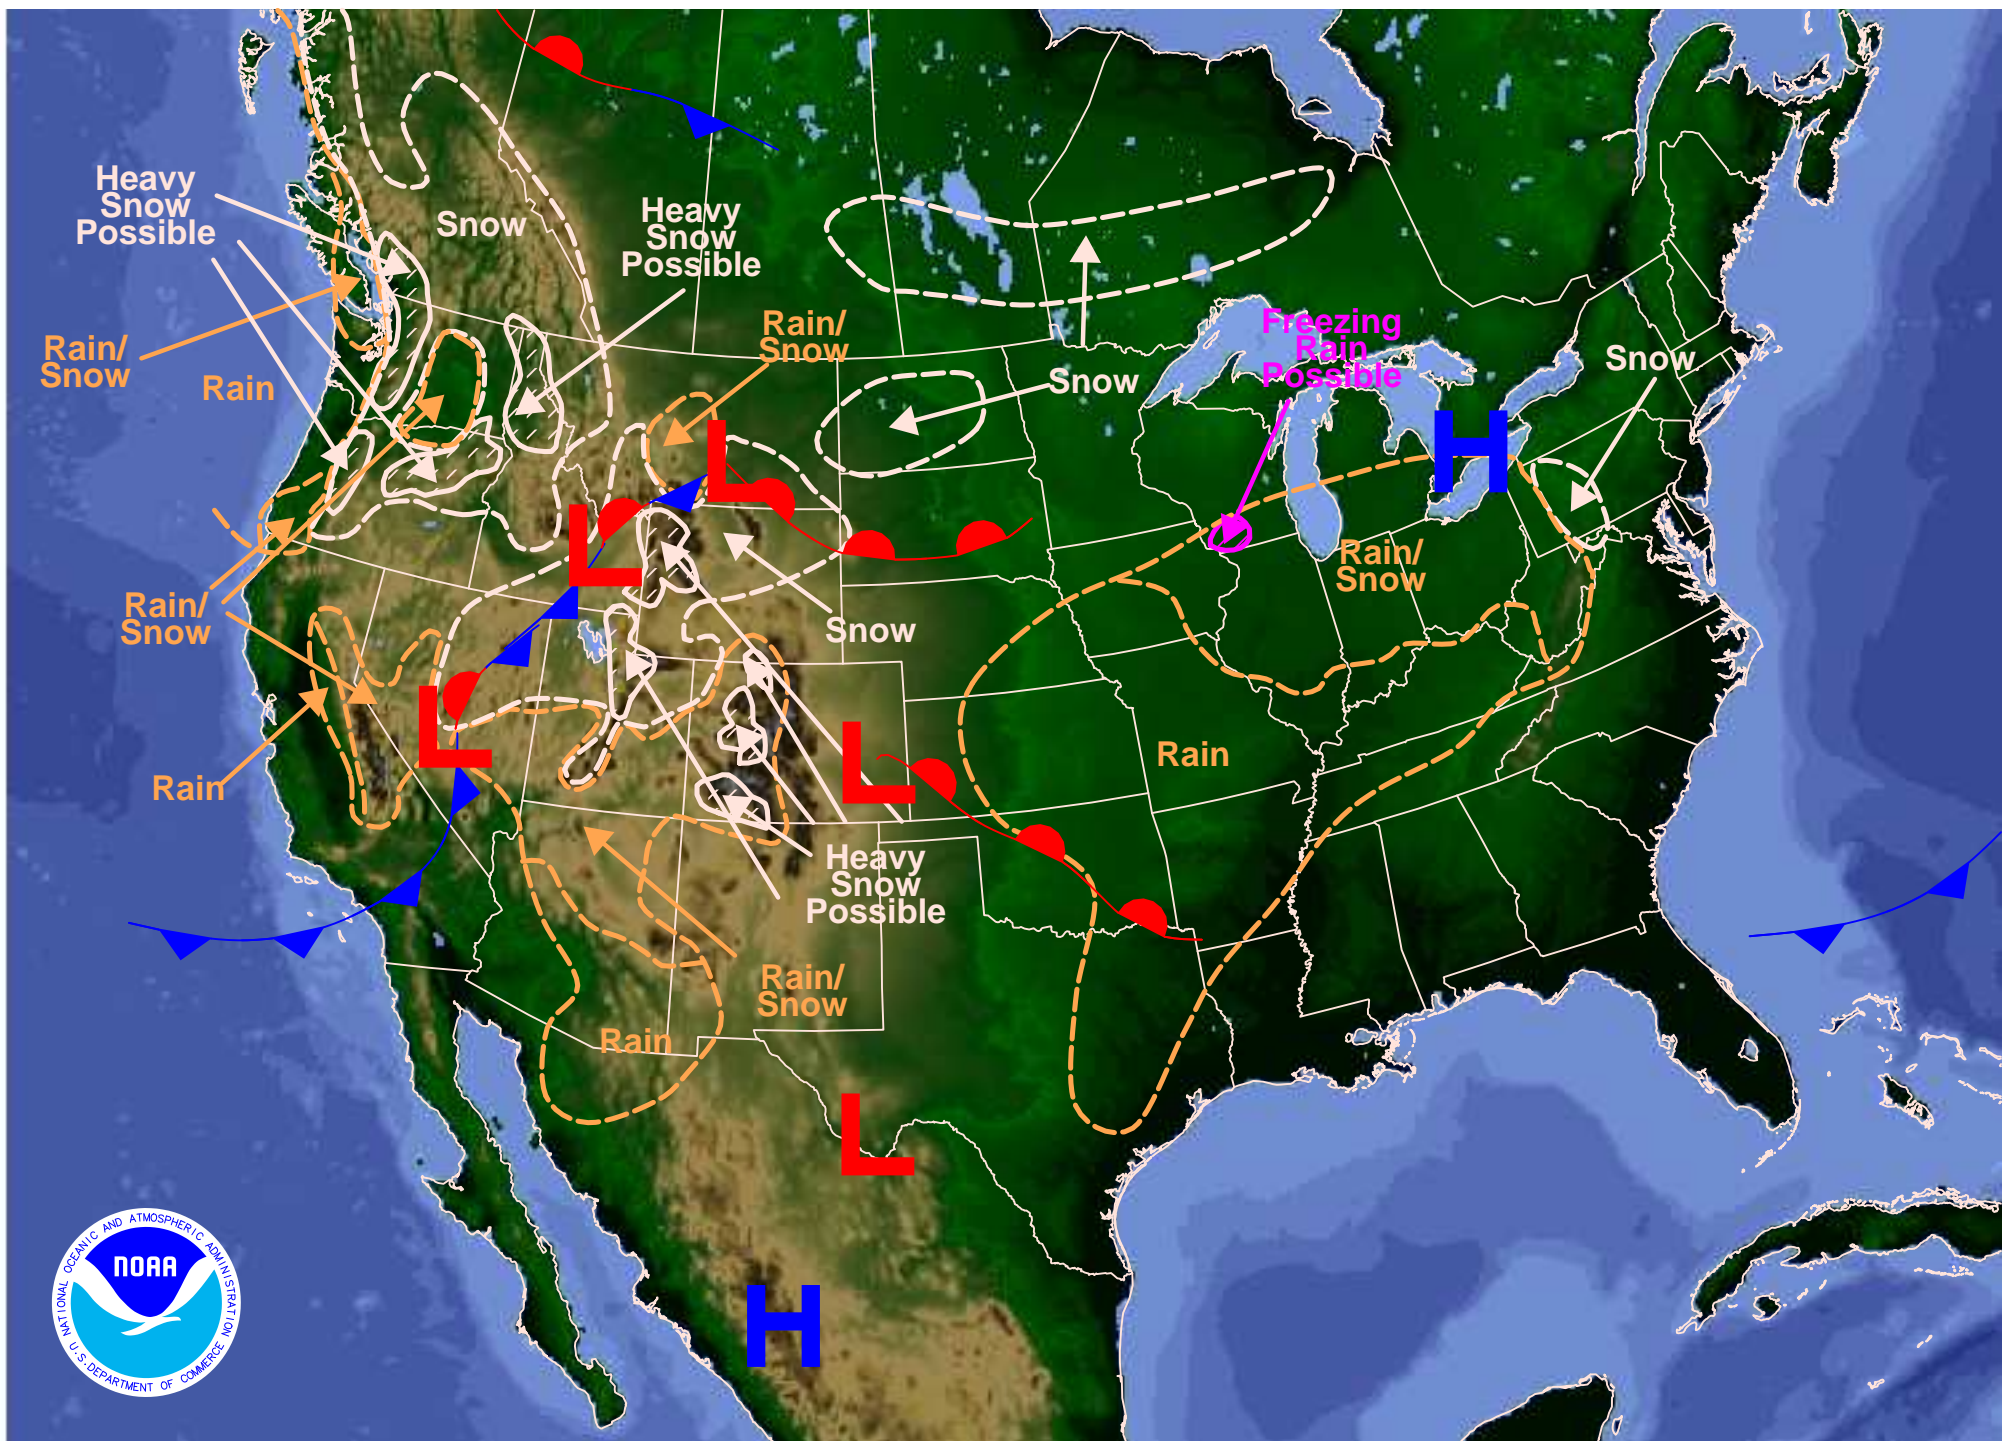 Heavy
Snow
Possible
Snow
Heavy
Snow
Possible
Rain/
Snow
Rain
Rain/
Snow
Freezing
Rain
Possible
Snow
Snow
Rain/
Snow
Rain/
Snow
Snow
L
L
L
L
L
H
H
Rain
Rain
Heavy
Snow
Possible
Rain/
Snow
Rain
NATIONAL OCEANIC AND ATMOSPHERIC ADMINISTRATION
NOAA
U.S. DEPARTMENT OF COMMERCE